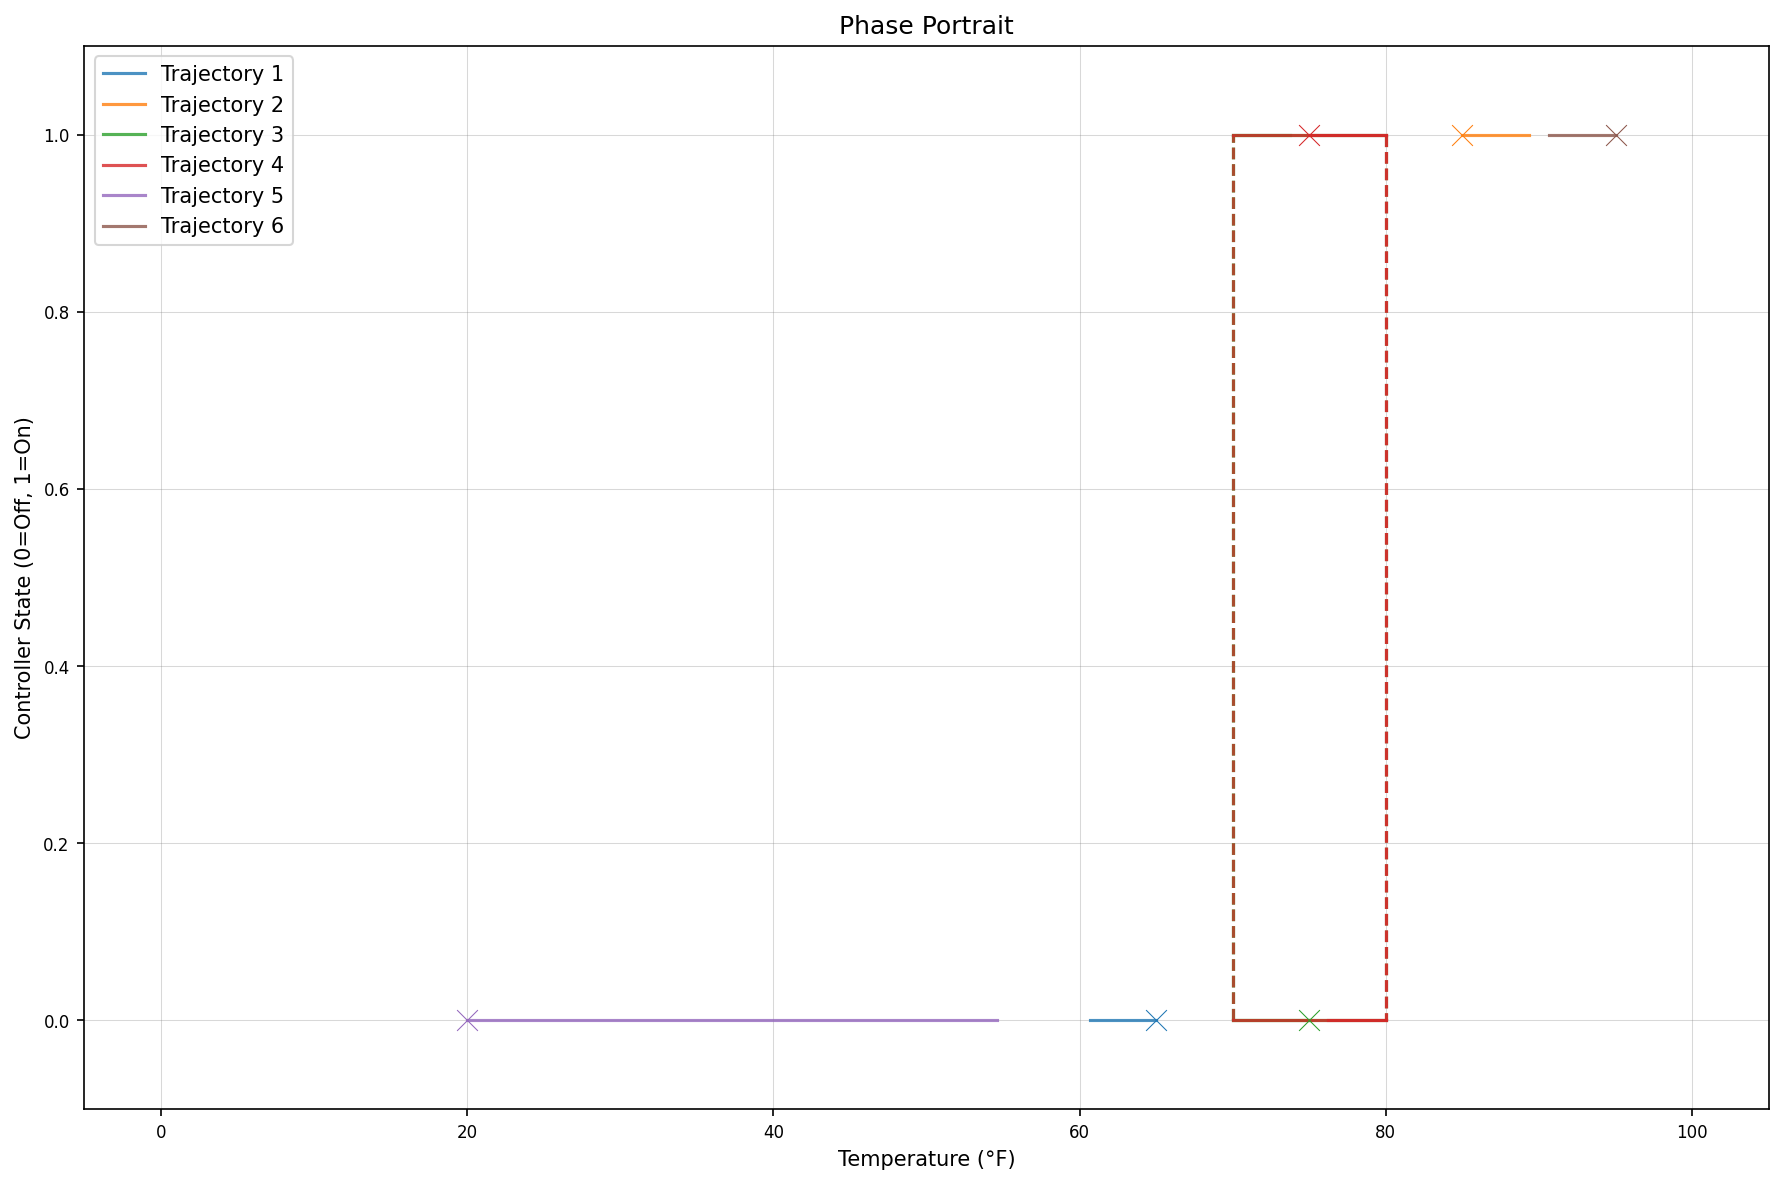 Phase Portrait
Trajectory 1
Trajectory 2
Trajectory 3
Trajectory 4
Trajectory 5
Trajectory 6
1.0
0.8
0.6
0.4
0.2
0.0
Controller State (0=Off, 1=On)
0 20 40 60 80 100
Temperature (°F)